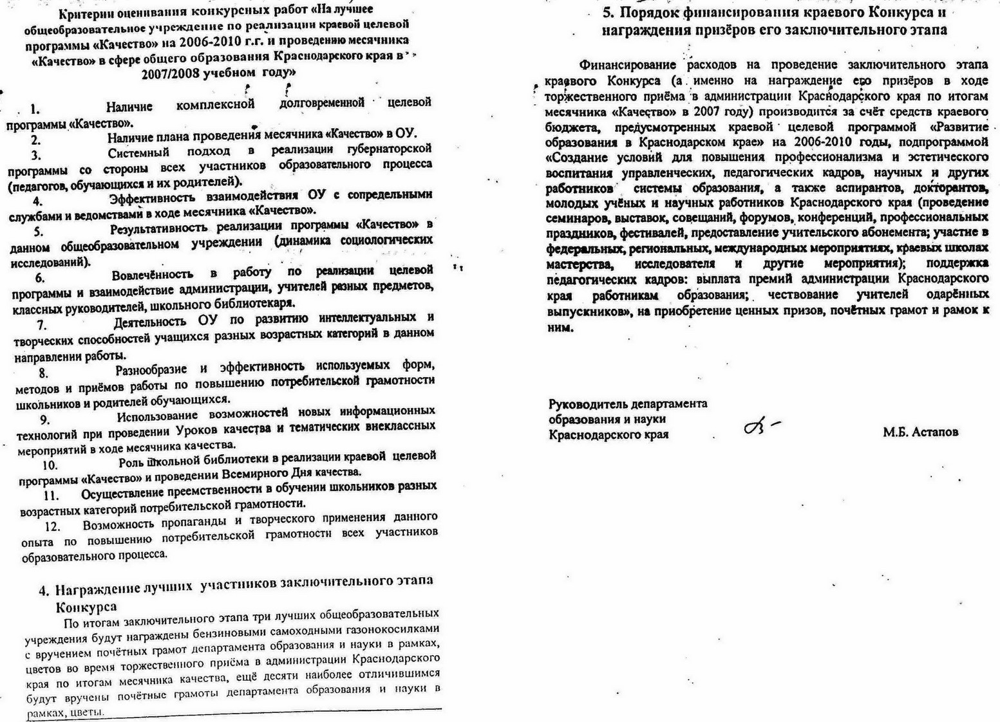 Критерии оценивания конкурсных работ «На лучшее
общеобразовательное учреждение по реализации краевой целевой
программы «Качество» на 2006-2010 г.г. и проведению месячника
«Качество» в сфере общего образования Краснодарского края в
2007/2008 учебном году»
1. Наличие комплексной долговременной целевой
программы «Качество».
2. Наличие плана проведения месячника «Качество» в ОУ.
3. Системный подход в реализации губернаторской
программы со стороны всех участников образовательного процесса
(педагогов, обучающихся и их родителей).
4. Эффективность взаимодействия ОУ с сопредельными
службами и ведомствами в ходе месячника «Качество».
5. Результативность реализации программы «Качество» в
данном общеобразовательном учреждении (динамика социологических
исследований).
6. Вовлечённость в работу по реализации целевой
программы и взаимодействие администрации, учителей разных предметов,
классных руководителей, школьного библиотекаря.
7. Деятельность ОУ по развитию интеллектуальных и
творческих способностей учащихся разных возрастных категорий в данном
направлении работы.
8. Разнообразие и эффективность используемых форм,
методов и приёмов работы по повышению потребительской грамотности
школьников и родителей обучающихся.
9. Использование возможностей новых информационных
технологий при проведении Уроков качества и тематических внеклассных
мероприятий в ходе месячника качества.
10. Роль школьной библиотеки в реализации краевой целевой
программы «Качество» и проведении Всемирного Дня качества.
11. Осуществление преемственности в обучении школьников разных
возрастных категорий потребительской грамотности.
12. Возможность пропаганды и творческого применения данного
опыта по повышению потребительской грамотности всех участников
образовательного процесса.
4. Награждение лучших участников заключительного этапа
Конкурса
По итогам заключительного этапа три лучших общеобразовательных
учреждения будут награждены бензиновыми самоходными газонокосилками
с вручением почётных грамот департамента образования и науки в рамках,
цветов во время торжественного приёма в администрации Краснодарского
края по итогам месячника качества, ещё десяти наиболее отличившимся
будут вручены почётные грамоты департамента образования и науки в
рамках, цветы.
5. Порядок финансирования краевого Конкурса и
награждения призёров его заключительного этапа
Финансирование расходов на проведение заключительного этапа
краевого Конкурса (а именно на награждение его призёров в ходе
торжественного приёма в администрации Краснодарского края по итогам
месячника «Качество» в 2007 году) производится за счёт средств краевого
бюджета, предусмотренных краевой целевой программой «Развитие
образования в Краснодарском крае» на 2006-2010 годы, подпрограммой
«Создание условий для повышения профессионализма и эстетического
воспитания управленческих, педагогических кадров, научных и других
работников системы образования, а также аспирантов, докторантов,
молодых учёных и научных работников Краснодарского края (проведение
семинаров, выставок, совещаний, форумов, конференций, профессиональных
праздников, фестивалей, предоставление учительского абонемента; участие в
федеральных, региональных, международных мероприятиях, краевых школах
мастерства, исследователя и другие мероприятия); поддержка
педагогических кадров: выплата премий администрации Краснодарского
края работникам образования; чествование учителей одарённых
выпускников», на приобретение ценных призов, почётных грамот и рамок к
ним.
Руководитель департамента
образования и науки
Краснодарского края М.Б. Астапов